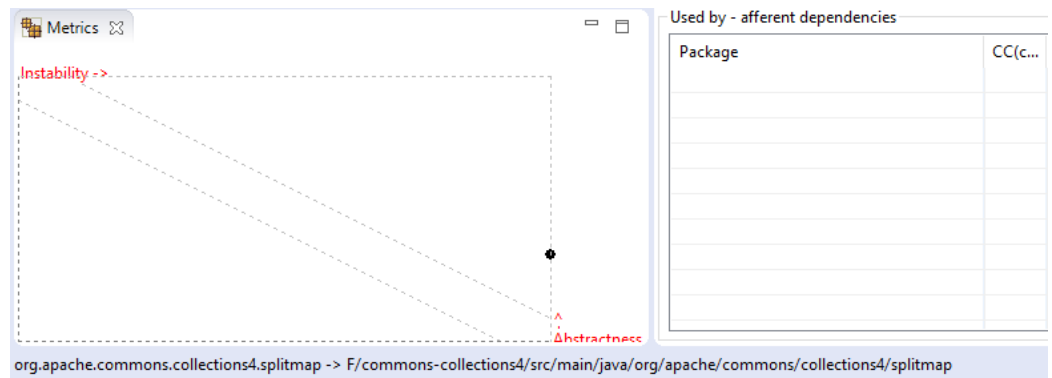 Metrics
Used by - afferent dependencies
Package CC(c...
Instability ->
^
Abstractness
org.apache.commons.collections4.splitmap -> F/commons-collections4/src/main/java/org/apache/commons/collections4/splitmap